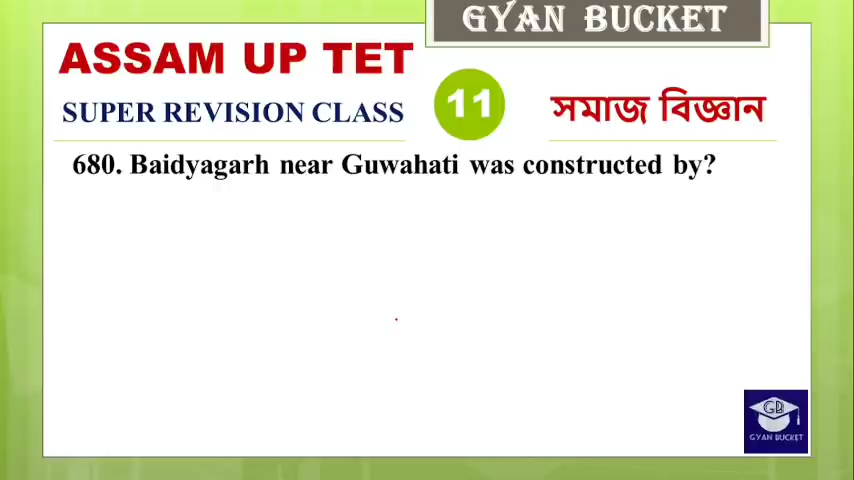 GYAN BUCKET
ASSAM UP TET
SUPER REVISION CLASS
11
সমাজ বিজ্ঞান
680. Baidyagarh near Guwahati was constructed by?
GB
GYAN BUCKET